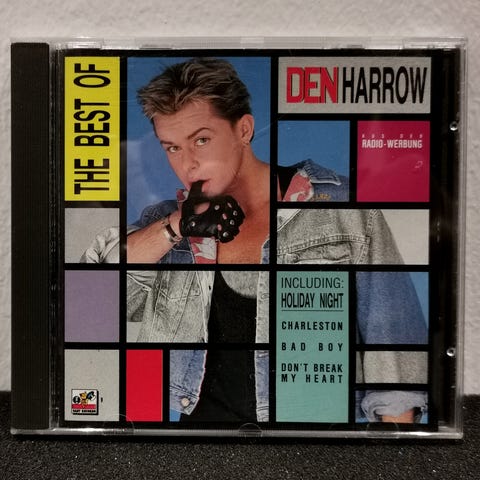 THE BEST OF
DEN HARROW
AUS DER
RADIO-WERBUNG
INCLUDING:
HOLIDAY NIGHT
CHARLESTON
BAD BOY
DON'T BREAK
MY HEART